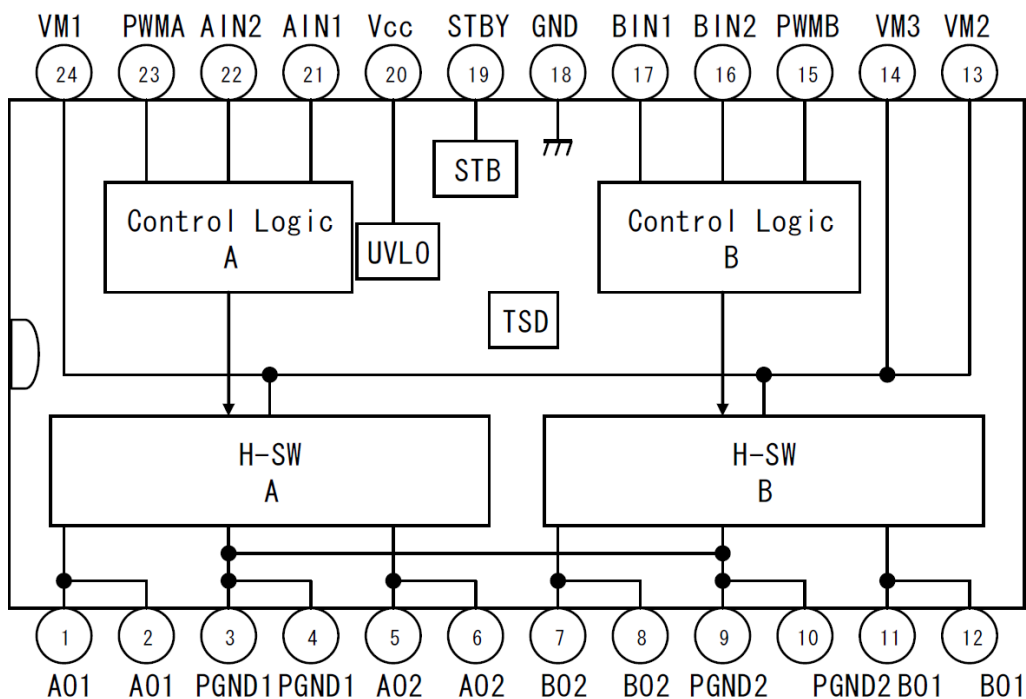 VM1 PWMA AIN2 AIN1 Vcc STBY GND BIN1 BIN2 PWMB VM3 VM2
24 23 22 21 20 19 18 17 16 15 14 13
STB
Control Logic
A
UVLO
Control Logic
B
TSD
H-SW
A
H-SW
B
1 2 3 4 5 6 7 8 9 10 11 12
AO1 AO1 PGND1 PGND1 AO2 AO2 BO2 BO2 PGND2 PGND2 BO1 BO1